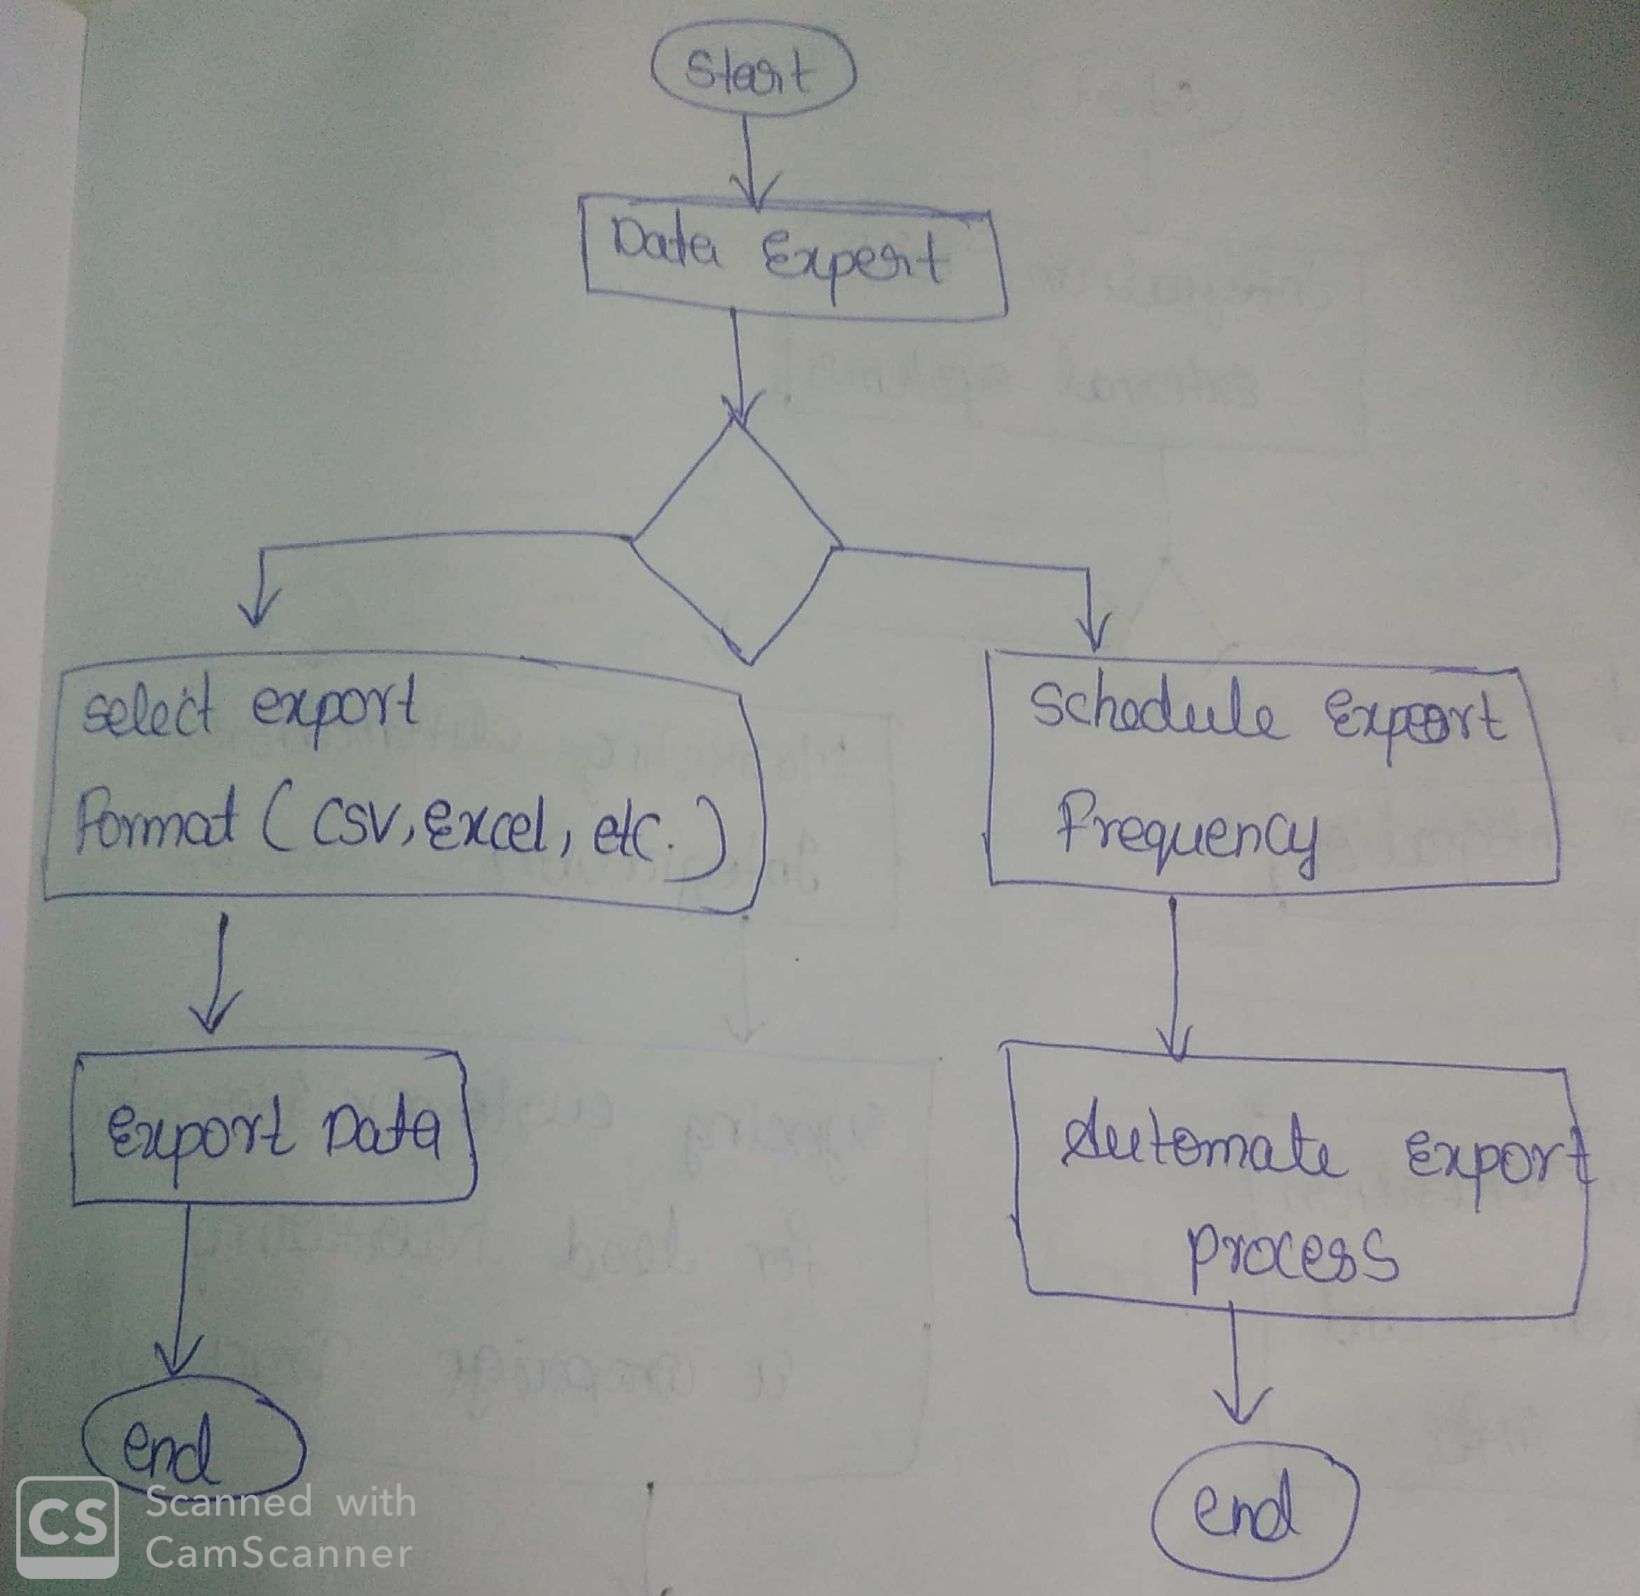 Start
Data Expert
select export
Format (CSV, Excel, etc.)
Schedule Export
Frequency
Export Data
Automate Export
process
end
end
CS Scanned with
CamScanner